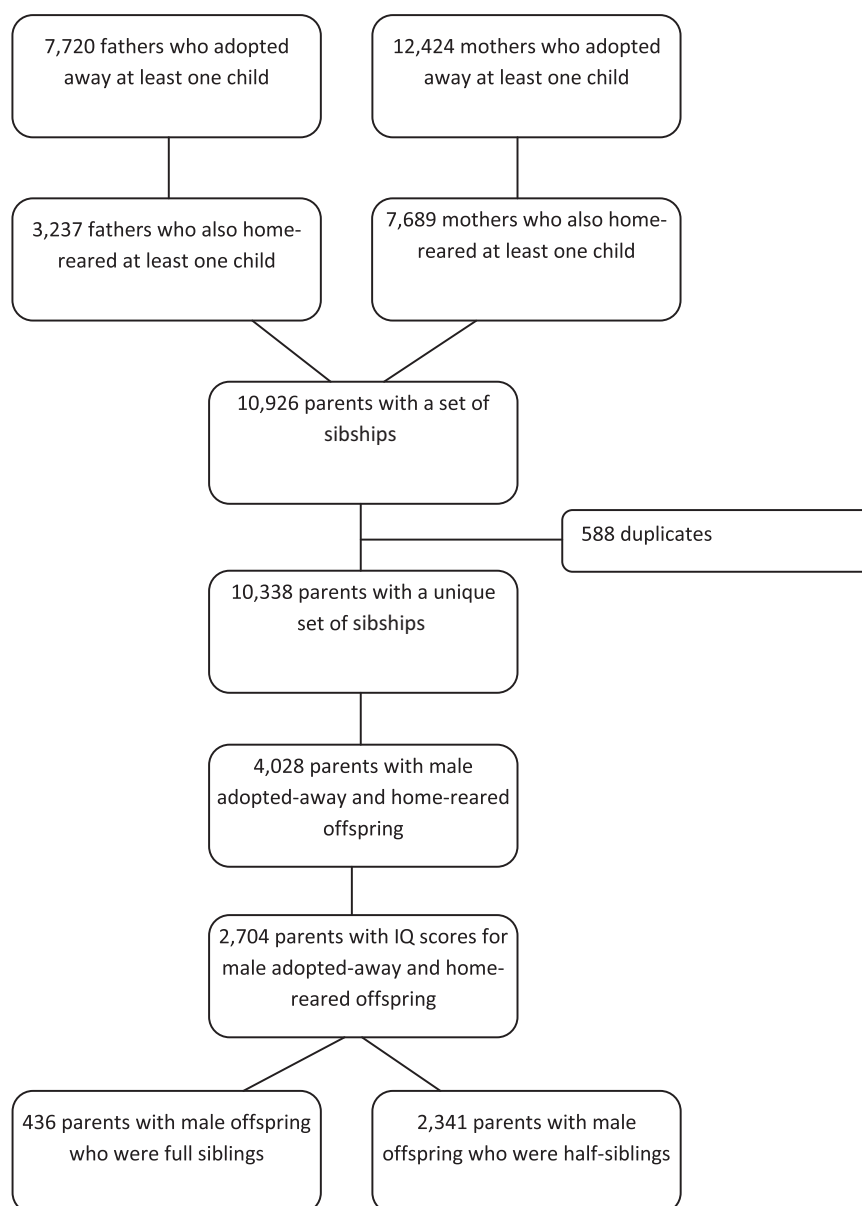 7,720 fathers who adopted
away at least one child
12,424 mothers who adopted
away at least one child
3,237 fathers who also home-
reared at least one child
7,689 mothers who also home-
reared at least one child
10,926 parents with a set of
sibships
588 duplicates
10,338 parents with a unique
set of sibships
4,028 parents with male
adopted-away and home-reared
offspring
2,704 parents with IQ scores for
male adopted-away and home-
reared offspring
436 parents with male offspring
who were full siblings
2,341 parents with male
offspring who were half-siblings